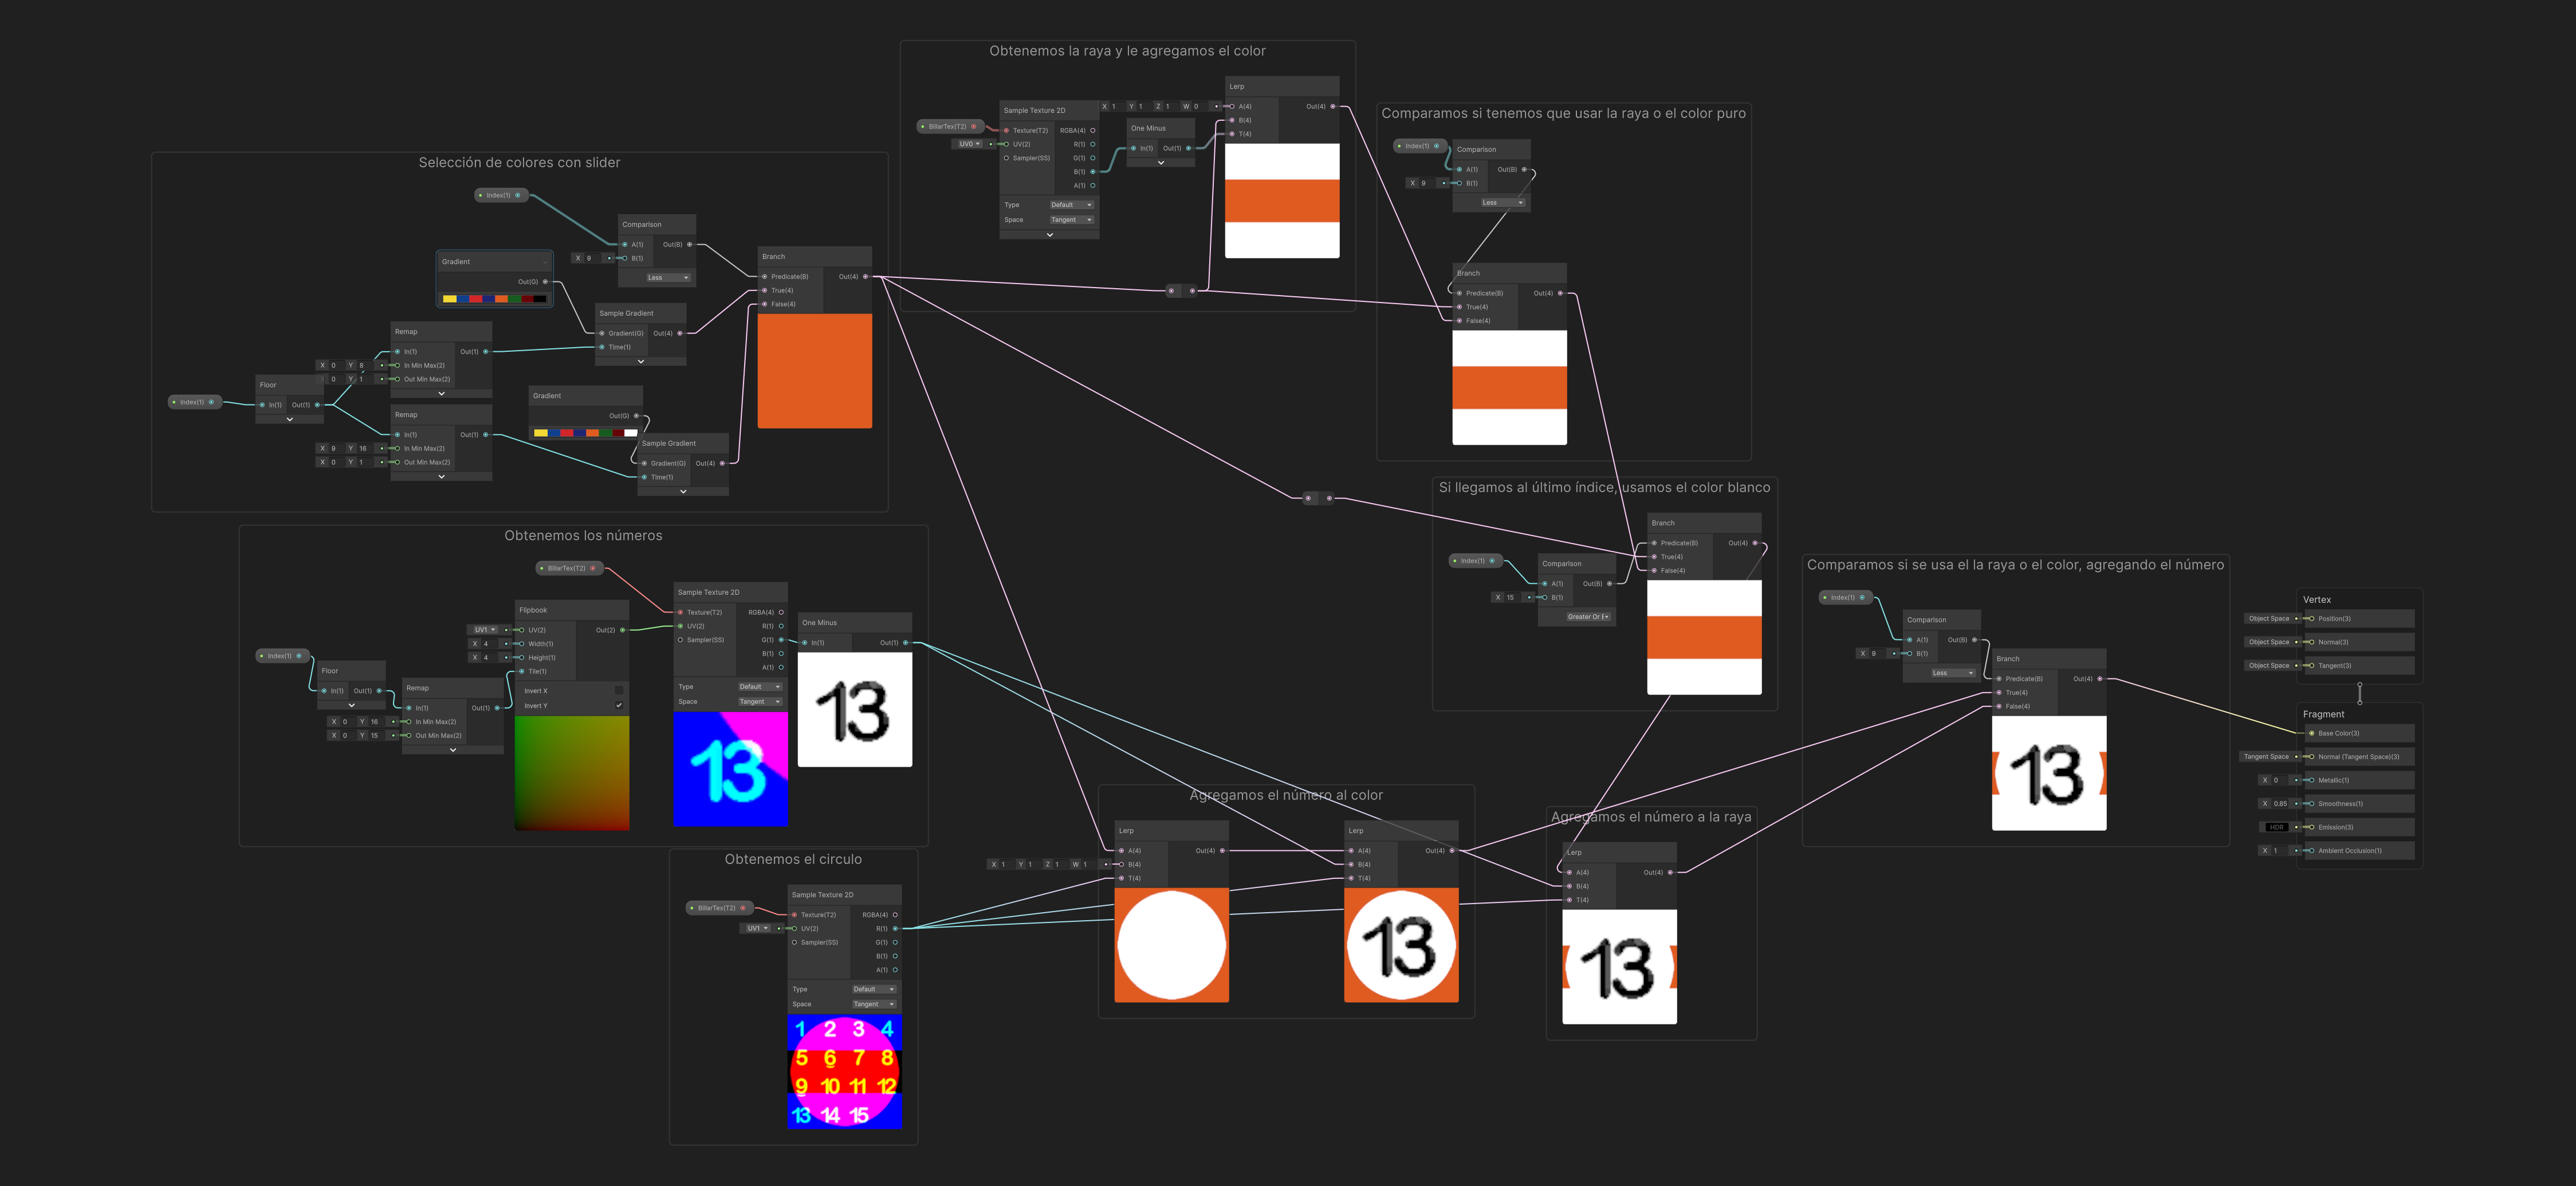 Selección de colores con slider
Index(1)
Comparison
A(1) Out(B)
X 9 B(1)
Less
Gradient
Out(G)
Sample Gradient
Gradient(G) Out(4)
Time(1)
Branch
Predicate(B) Out(4)
True(4)
False(4)
Remap
In(1) Out(1)
X 0 Y 8 In Min Max(2)
0 Y 1 Out Min Max(2)
Index(1)
Floor
In(1) Out(1)
Remap
In(1) Out(1)
X 9 Y 16 In Min Max(2)
X 0 Y 1 Out Min Max(2)
Gradient
Out(G)
Sample Gradient
Gradient(G) Out(4)
Time(1)
Obtenemos la raya y le agregamos el color
BillarTex(T2)
UV0
Sample Texture 2D
Texture(T2) RGBA(4)
UV(2) R(1)
Sampler(SS) G(1)
B(1)
A(1)
Type Default
Space Tangent
One Minus
In(1) Out(1)
X 1 Y 1 Z 1 W 0
Lerp
A(4) Out(4)
B(4)
T(4)
Comparamos si tenemos que usar la raya o el color puro
Index(1)
Comparison
A(1) Out(B)
X 9 B(1)
Less
Branch
Predicate(B) Out(4)
True(4)
False(4)
Si llegamos al último índice, usamos el color blanco
Index(1)
Comparison
A(1) Out(B)
X 15 B(1)
Greater Or
Branch
Predicate(B) Out(4)
True(4)
False(4)
Obtenemos los números
BillarTex(T2)
Index(1)
Floor
In(1) Out(1)
Remap
In(1) Out(1)
X 0 Y 16 In Min Max(2)
X 0 Y 15 Out Min Max(2)
Flipbook
UV1 UV(2) Out(2)
X 4 Width(1)
X 4 Height(1)
Tile(1)
Invert X
Invert Y
Sample Texture 2D
Texture(T2) RGBA(4)
UV(2) R(1)
Sampler(SS) G(1)
B(1)
A(1)
Type Default
Space Tangent
13
One Minus
In(1) Out(1)
13
Obtenemos el circulo
BillarTex(T2)
UV1
Sample Texture 2D
Texture(T2) RGBA(4)
UV(2) R(1)
Sampler(SS) G(1)
B(1)
A(1)
Type Default
Space Tangent
1 2 3 4
5 6 7 8
9 10 11 12
13 14 15
Agregamos el número al color
X 1 Y 1 Z 1 W 1
Lerp
A(4) Out(4)
B(4)
T(4)
Lerp
A(4) Out(4)
B(4)
T(4)
13
Agregamos el número a la raya
Lerp
A(4) Out(4)
B(4)
T(4)
13
Comparamos si se usa el la raya o el color, agregando el número
Index(1)
Comparison
A(1) Out(B)
X 9 B(1)
Less
Branch
Predicate(B) Out(4)
True(4)
False(4)
13
Vertex
Object Space Position(3)
Object Space Normal(3)
Object Space Tangent(3)
Fragment
Base Color(3)
Tangent Space Normal (Tangent Space)(3)
X 0 Metallic(1)
X 0.85 Smoothness(1)
HDR Emission(3)
X 1 Ambient Occlusion(1)